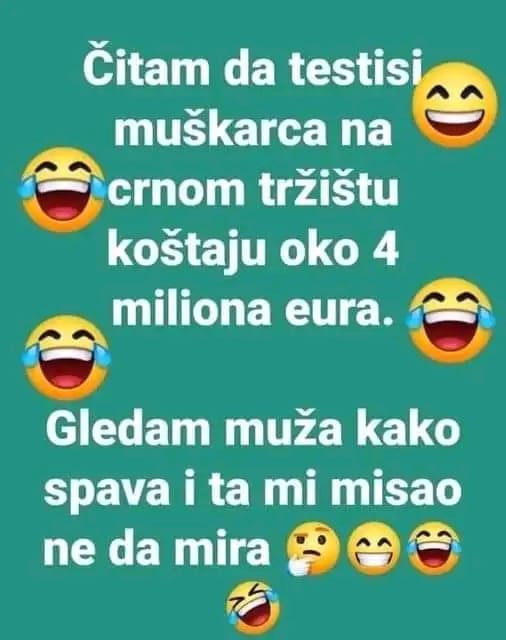 Čitam da testisi
muškarca na
crnom tržištu
koštaju oko 4
miliona eura.
Gledam muža kako
spava i ta mi misao
ne da mira 🤔😁😂
🤣